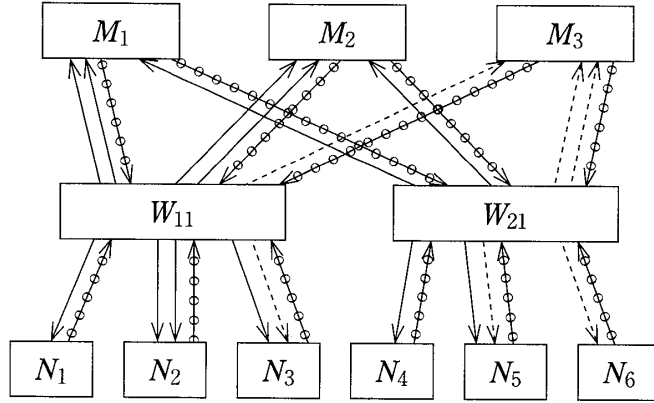 M₁ M₂ M₃
W₁₁ W₂₁
N₁ N₂ N₃ N₄ N₅ N₆